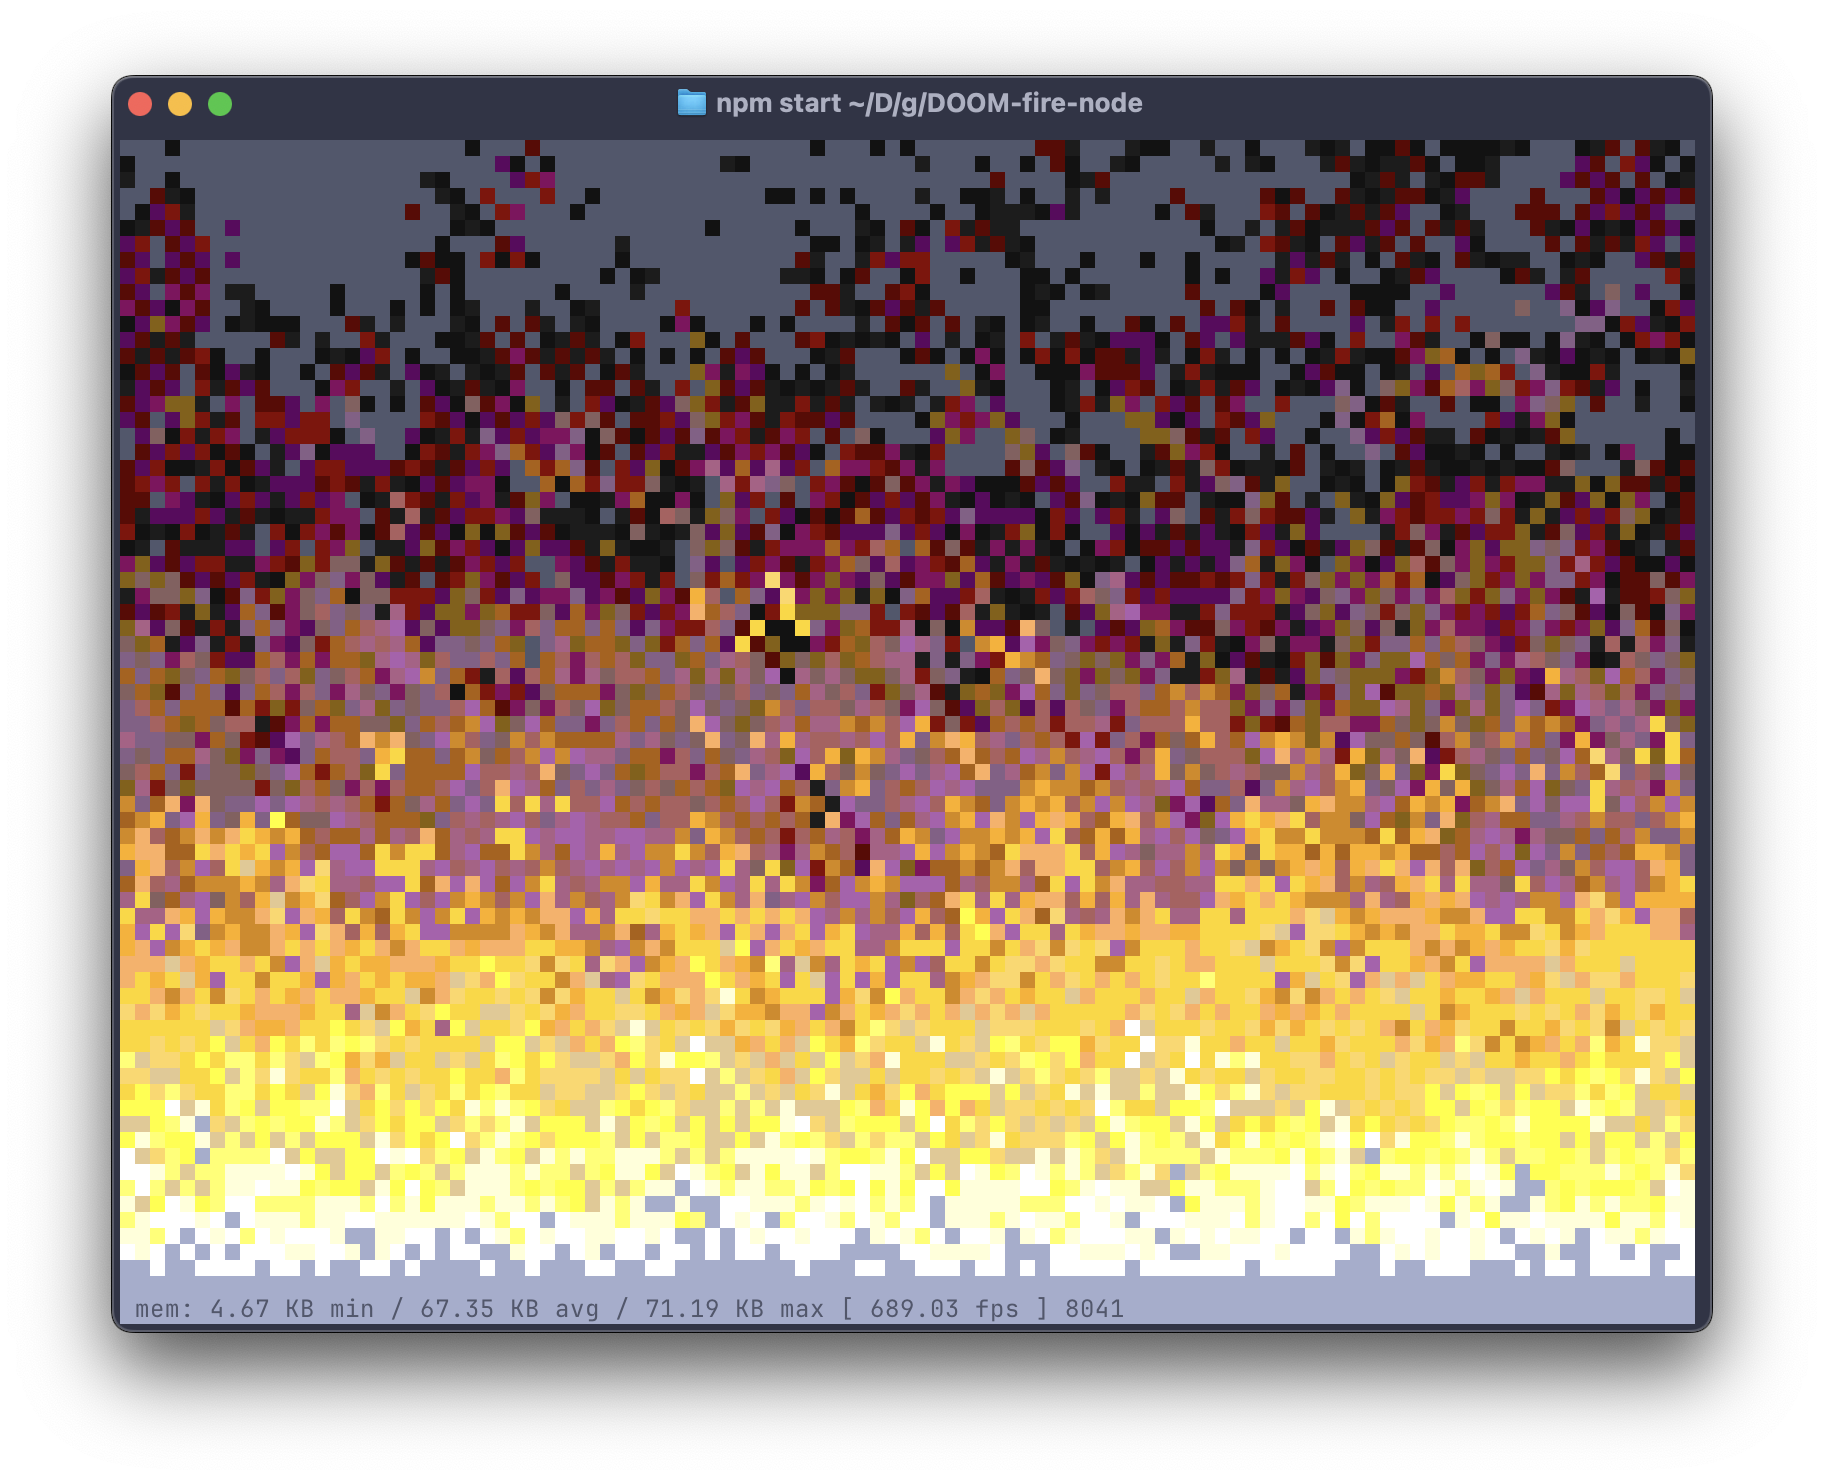 npm start ~/D/g/DOOM-fire-node
mem: 4.67 KB min / 67.35 KB avg / 71.19 KB max [ 689.03 fps ] 8041